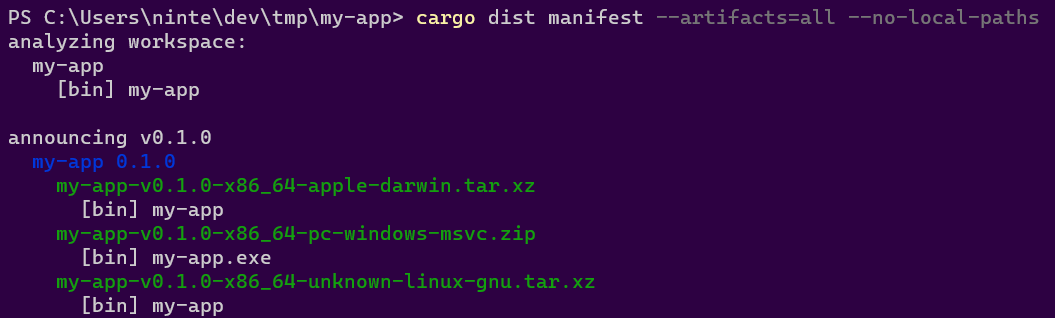 PS C:\Users\ninte\dev\tmp\my-app> cargo dist manifest --artifacts=all --no-local-paths
analyzing workspace:
  my-app
    [bin] my-app

announcing v0.1.0
  my-app 0.1.0
    my-app-v0.1.0-x86_64-apple-darwin.tar.xz
      [bin] my-app
    my-app-v0.1.0-x86_64-pc-windows-msvc.zip
      [bin] my-app.exe
    my-app-v0.1.0-x86_64-unknown-linux-gnu.tar.xz
      [bin] my-app